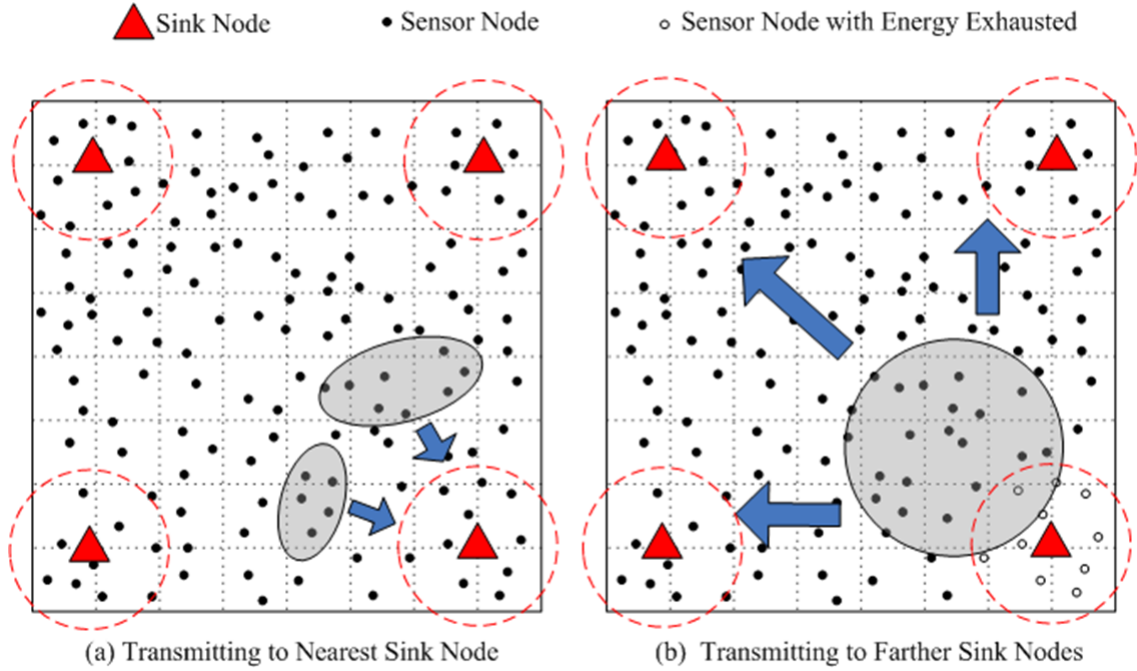 Sink Node Sensor Node Sensor Node with Energy Exhausted
(a) Transmitting to Nearest Sink Node (b) Transmitting to Farther Sink Nodes